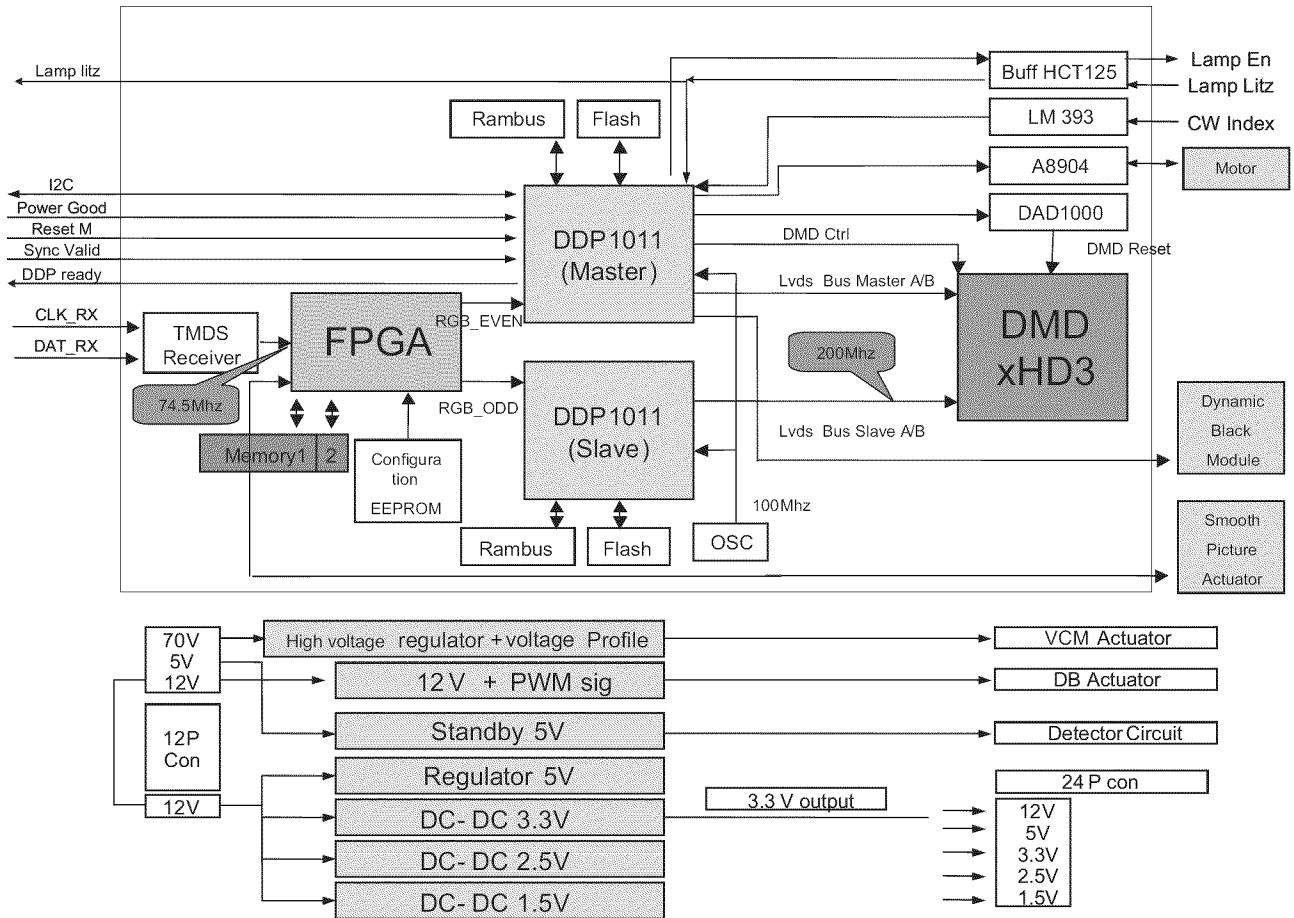 Lamp litz
Buff HCT125
Lamp En
Lamp Litz
Rambus
Flash
LM 393
CW Index
A8904
Motor
I2C
Power Good
Reset M
Sync Valid
DDP ready
DDP1011
(Master)
DAD1000
DMD Ctrl
DMD Reset
Lvds Bus Master A/B
CLK_RX
DAT_RX
TMDS
Receiver
FPGA
RGB_EVEN
DMD
xHD3
200Mhz
74.5Mhz
RGB_ODD
DDP1011
(Slave)
Lvds Bus Slave A/B
Dynamic
Black
Module
Memory1
2
Configura
tion
EEPROM
100Mhz
Rambus
Flash
OSC
Smooth
Picture
Actuator
70V
5V
12V
High voltage regulator + voltage Profile
VCM Actuator
12 V + PWM sig
DB Actuator
12P
Con
Standby 5V
Detector Circuit
Regulator 5V
24 P con
12V
DC- DC 3.3V
3.3 V output
12V
5V
3.3V
2.5V
1.5V
DC- DC 2.5V
DC- DC 1.5V